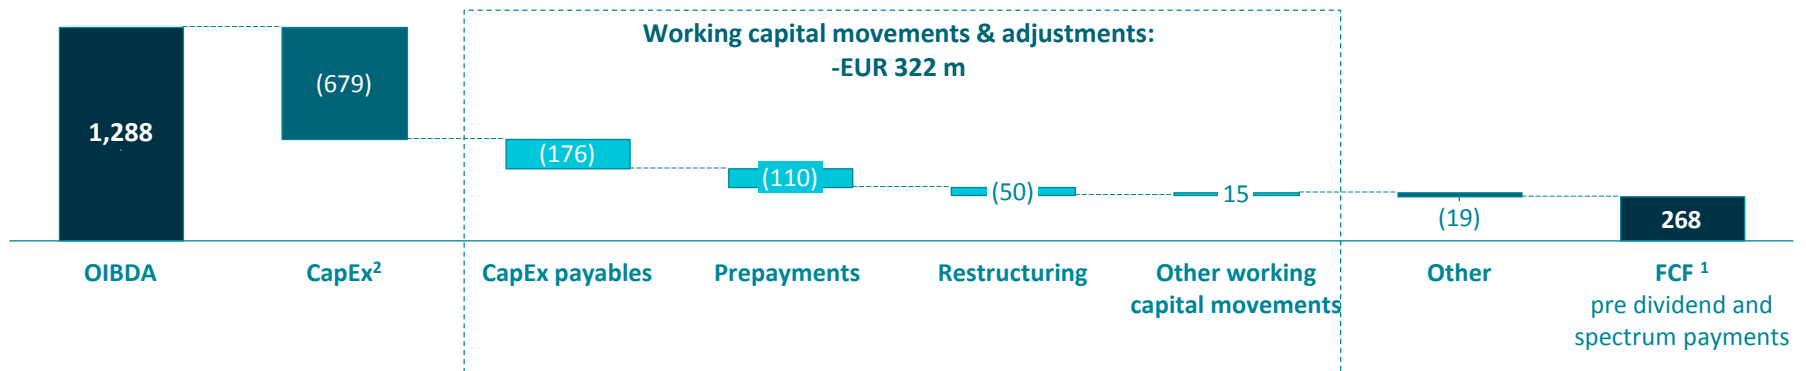 Working capital movements & adjustments:
-EUR 322 m
1,288
(679)
(176)
(110)
(50)
15
(19)
268
OIBDA
CapEx²
CapEx payables
Prepayments
Restructuring
Other working
capital movements
Other
FCF ¹
pre dividend and
spectrum payments